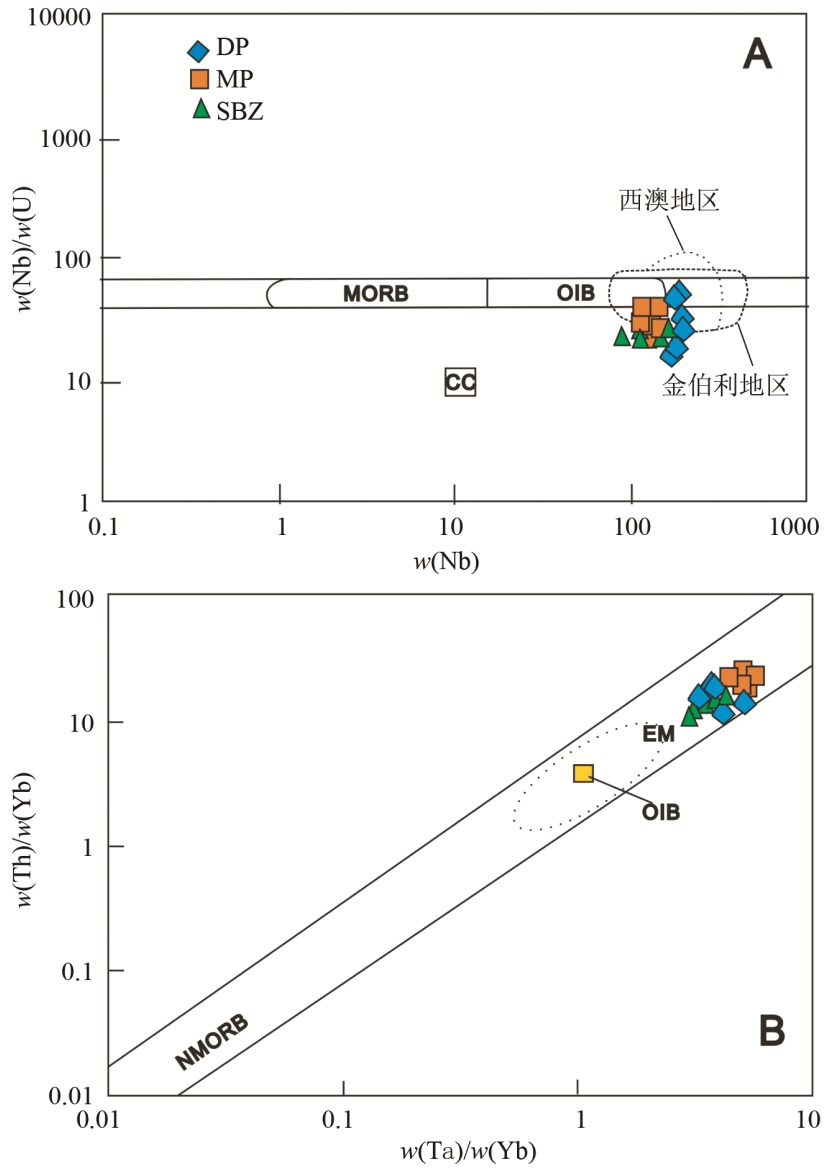 10000
1000
100
10
1
w(Nb)/w(U)
DP
MP
SBZ
A
西澳地区
MORB
OIB
CC
金伯利地区
0.1
1
10
100
1000
w(Nb)
100
10
1
0.1
0.01
w(Th)/w(Yb)
EM
OIB
NMORB
B
0.01
0.1
1
10
w(Ta)/w(Yb)